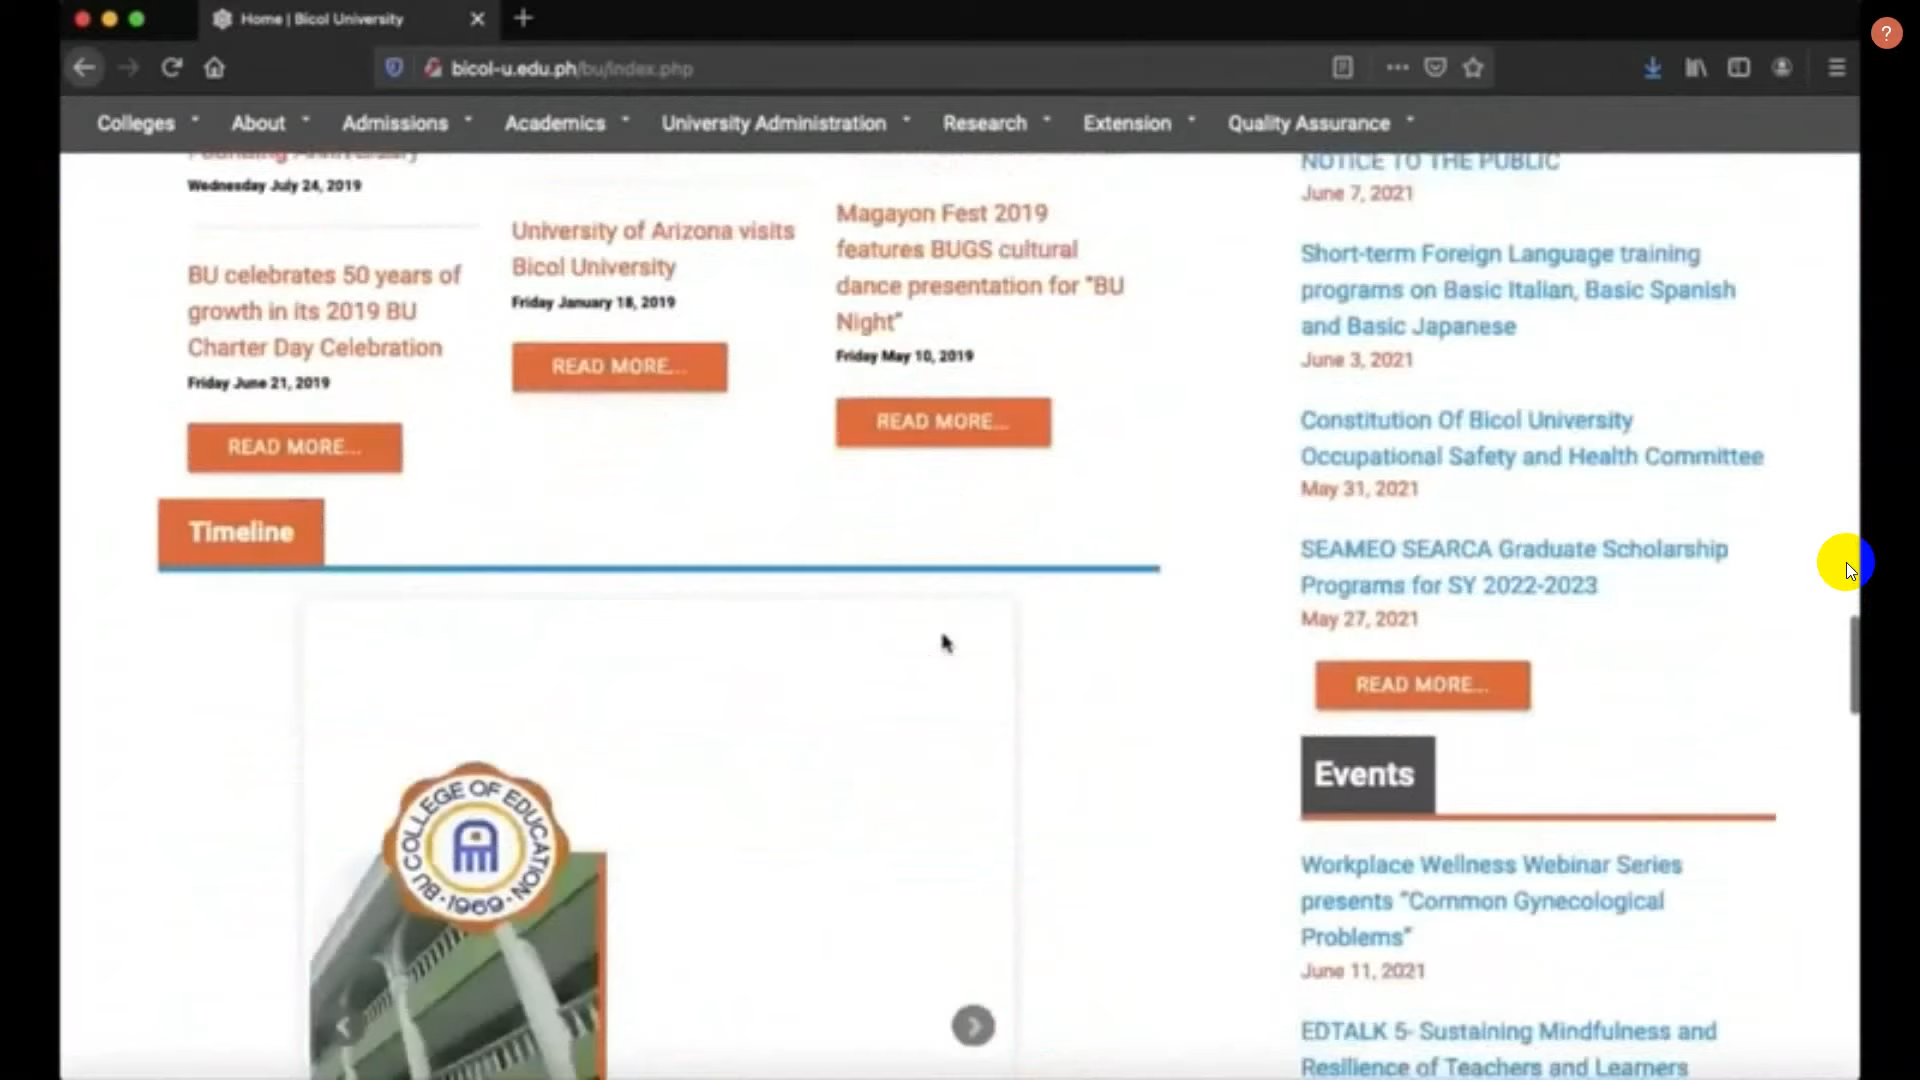 Home | Bicol University
bicol-u.edu.ph/bu/index.php
Colleges
About
Admissions
Academics
University Administration
Research
Extension
Quality Assurance
Founding Anniversary
Wednesday July 24, 2019
BU celebrates 50 years of
growth in its 2019 BU
Charter Day Celebration
Friday June 21, 2019
READ MORE...
University of Arizona visits
Bicol University
Friday January 18, 2019
READ MORE...
Magayon Fest 2019
features BUGS cultural
dance presentation for "BU
Night"
Friday May 10, 2019
READ MORE...
Timeline
BU · COLLEGE OF EDUCATION ·
1969
NOTICE TO THE PUBLIC
June 7, 2021
Short-term Foreign Language training
programs on Basic Italian, Basic Spanish
and Basic Japanese
June 3, 2021
Constitution Of Bicol University
Occupational Safety and Health Committee
May 31, 2021
SEAMEO SEARCA Graduate Scholarship
Programs for SY 2022-2023
May 27, 2021
READ MORE...
Events
Workplace Wellness Webinar Series
presents "Common Gynecological
Problems"
June 11, 2021
EDTALK 5- Sustaining Mindfulness and
Resilience of Teachers and Learners
?